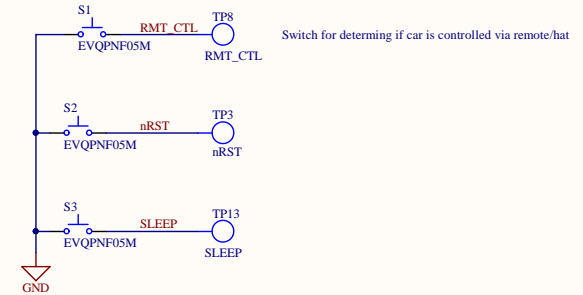 S1
TP8
RMT_CTL
Switch for determing if car is controlled via remote/hat
EVQPNF05M
RMT_CTL
S2
TP3
nRST
EVQPNF05M
nRST
S3
TP13
SLEEP
EVQPNF05M
SLEEP
GND